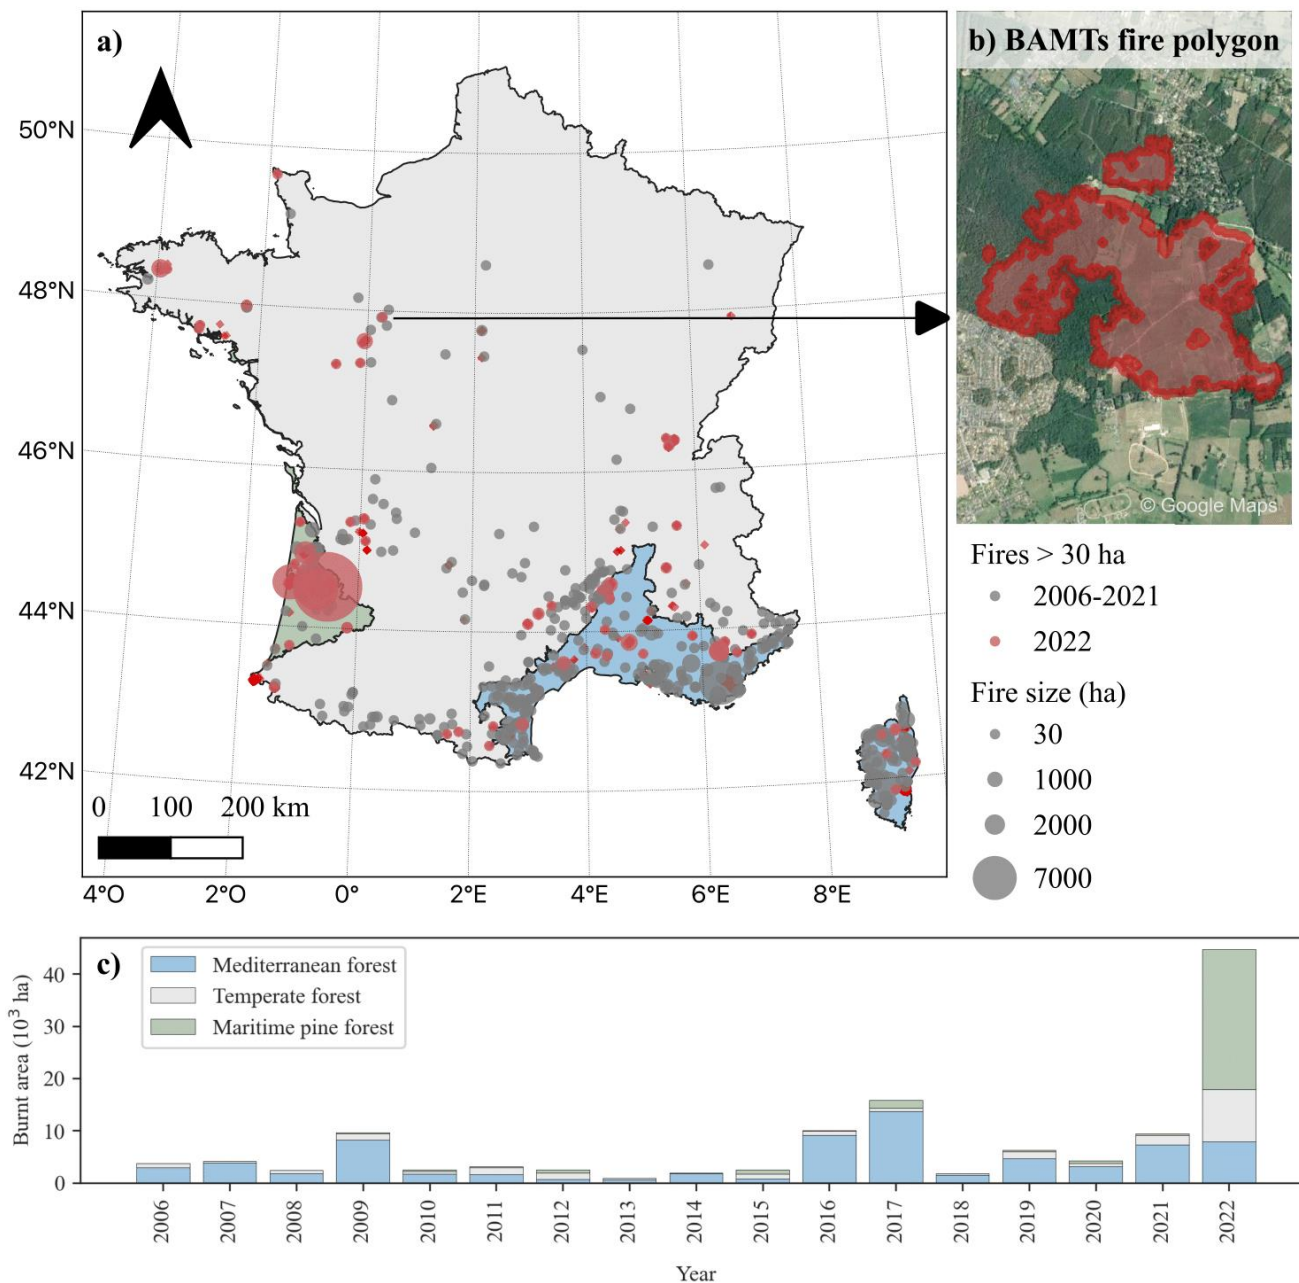 a)
50°N
48°N
46°N
44°N
42°N
0 100 200 km
4°O 2°O 0° 2°E 4°E 6°E 8°E
b) BAMTs fire polygon
© Google Maps
Fires > 30 ha
2006-2021
2022
Fire size (ha)
30
1000
2000
7000
c)
Mediterranean forest
Temperate forest
Maritime pine forest
Burnt area (10³ ha)
40
30
20
10
0
2006 2007 2008 2009 2010 2011 2012 2013 2014 2015 2016 2017 2018 2019 2020 2021 2022
Year